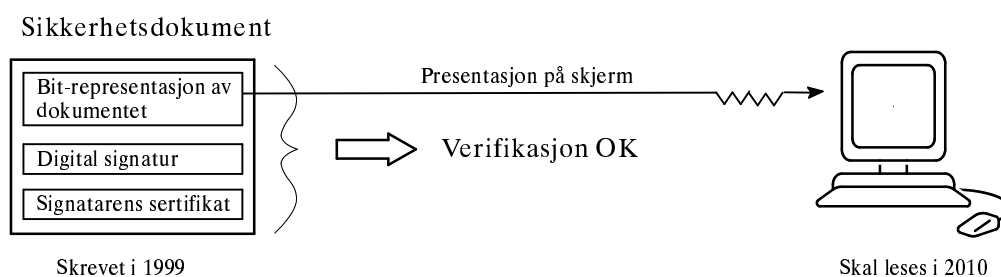 Sikkerhetsdokument
Bit-representasjon av
dokumentet
Digital signatur
Signatarens sertifikat
Skrevet i 1999
Presentasjon på skjerm
Verifikasjon OK
Skal leses i 2010